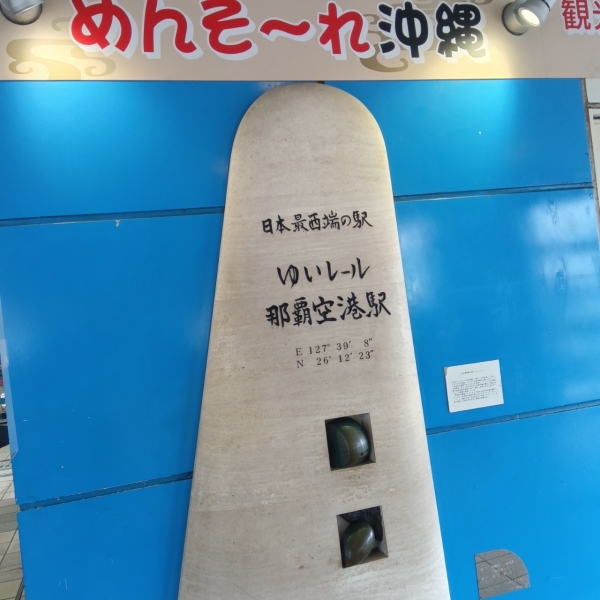 めんそ〜れ沖縄
観光
日本最西端の駅
ゆいレール
那覇空港駅
E 127° 39′ 8″
N 26° 12′ 23″